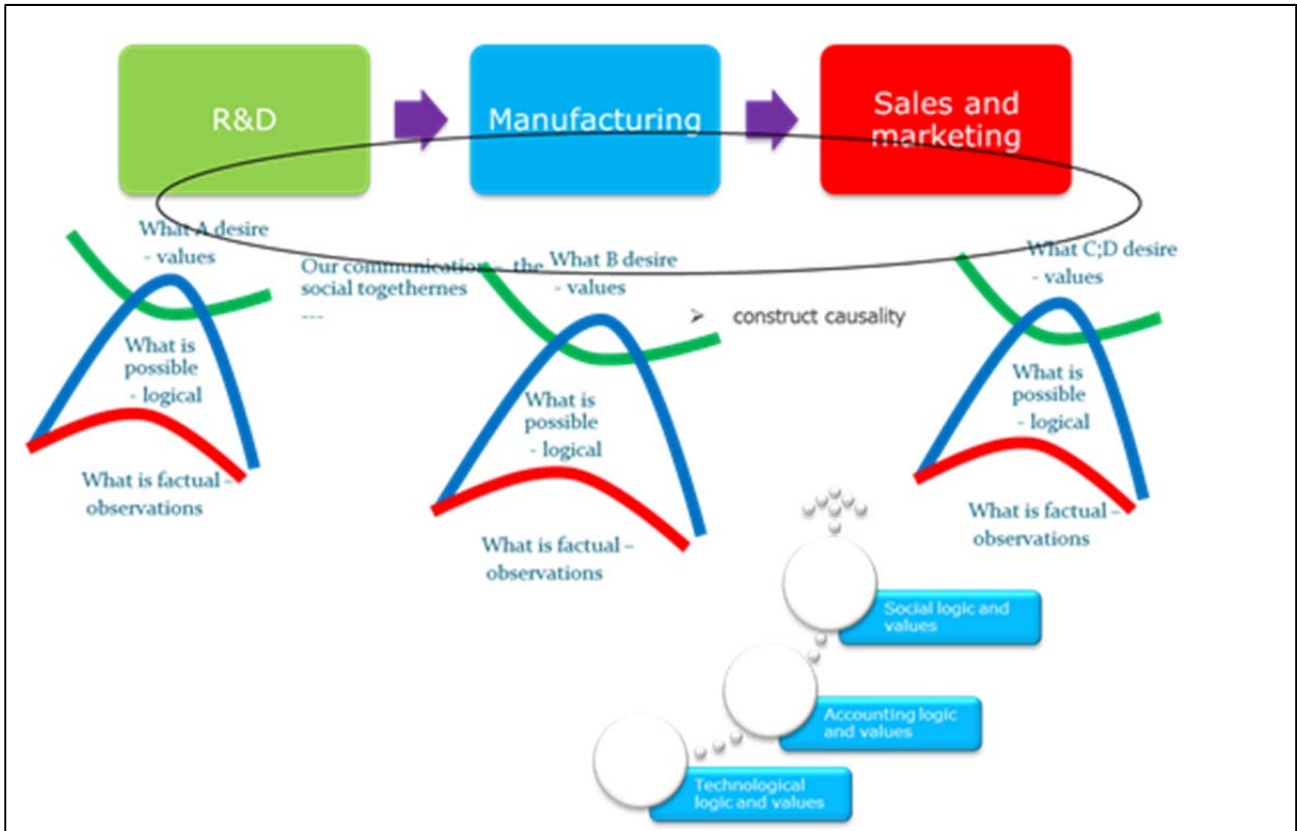 R&D
Manufacturing
Sales and
marketing
What A desire
- values
What is
possible
- logical
What is factual –
observations
Our communication – the
social togethernes
---
What B desire
- values
➢ construct causality
What is
possible
- logical
What is factual –
observations
What C;D desire
- values
What is
possible
- logical
What is factual –
observations
Social logic and
values
Accounting logic
and values
Technological
logic and values